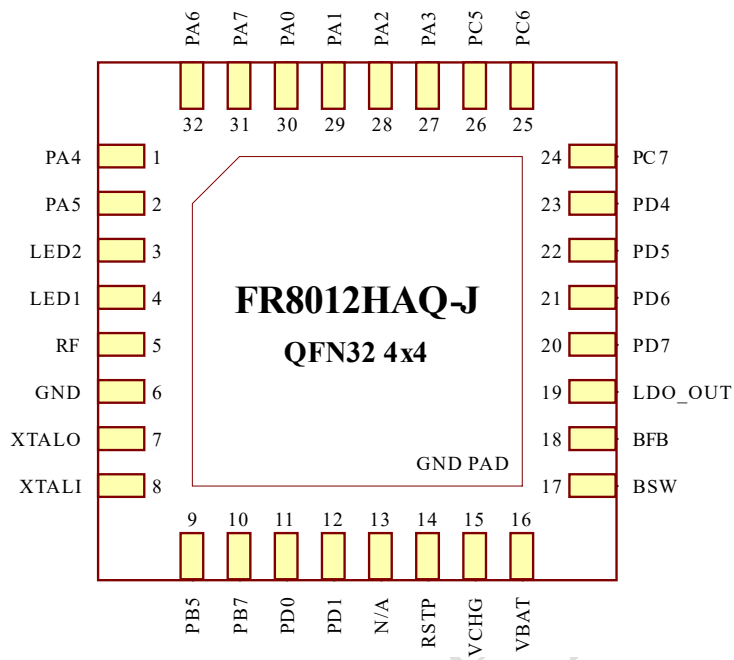 PA6 PA7 PA0 PA1 PA2 PA3 PC5 PC6
32 31 30 29 28 27 26 25
PA4 1 24 PC7
PA5 2 23 PD4
LED2 3 22 PD5
LED1 4 21 PD6
FR8012HAQ-J
RF 5 20 PD7
QFN32 4x4
GND 6 19 LDO_OUT
XTALO 7 18 BFB
GND PAD
XTALI 8 17 BSW
9 10 11 12 13 14 15 16
PB5 PB7 PD0 PD1 N/A RSTP VCHG VBAT